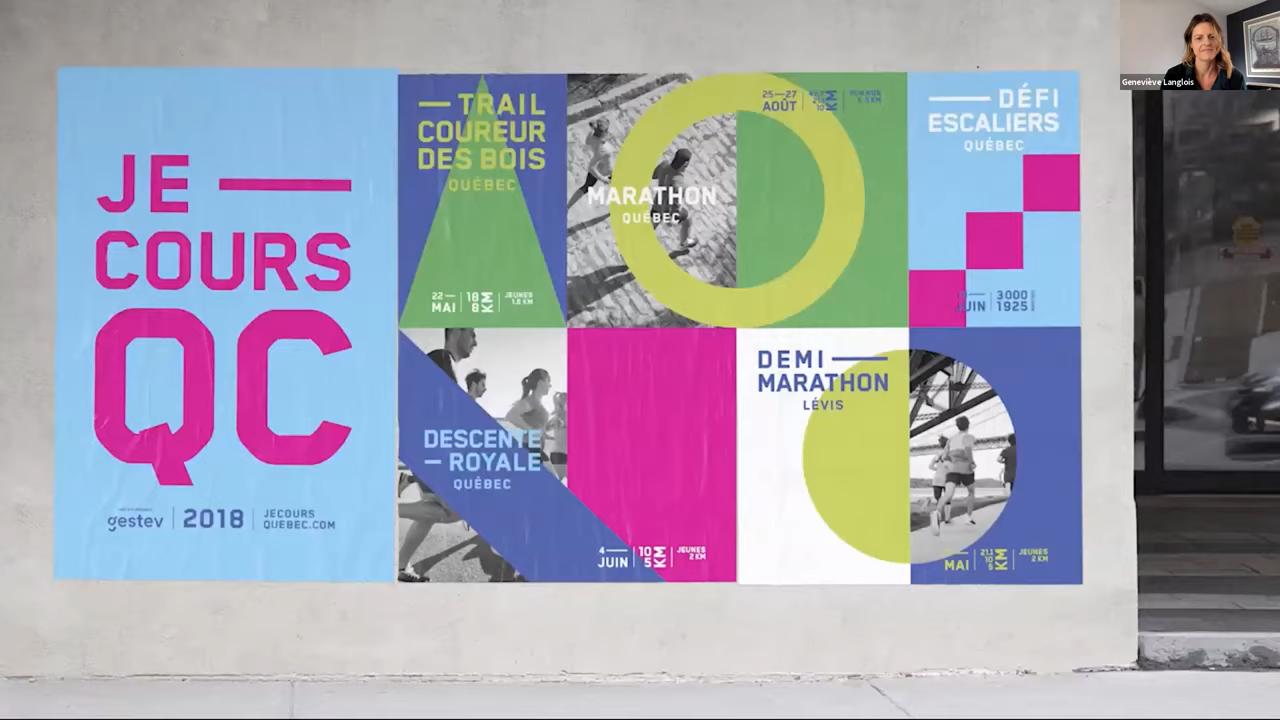 JE
COURS
QC
gestev
2018
JECOURS
QUEBEC.COM
TRAIL
COUREUR
DES BOIS
QUÉBEC
22
MAI
18
8
KM
JEUNES
MARATHON
QUÉBEC
25—27
AOÛT
10
KM
DÉFI
ESCALIERS
QUÉBEC
JUIN
3000
1925
DESCENTE
ROYALE
QUÉBEC
4
JUIN
10
5
KM
JEUNES
2 KM
DEMI
MARATHON
LÉVIS
MAI
21.1
10
5
KM
JEUNES
2 KM
Geneviève Langlois